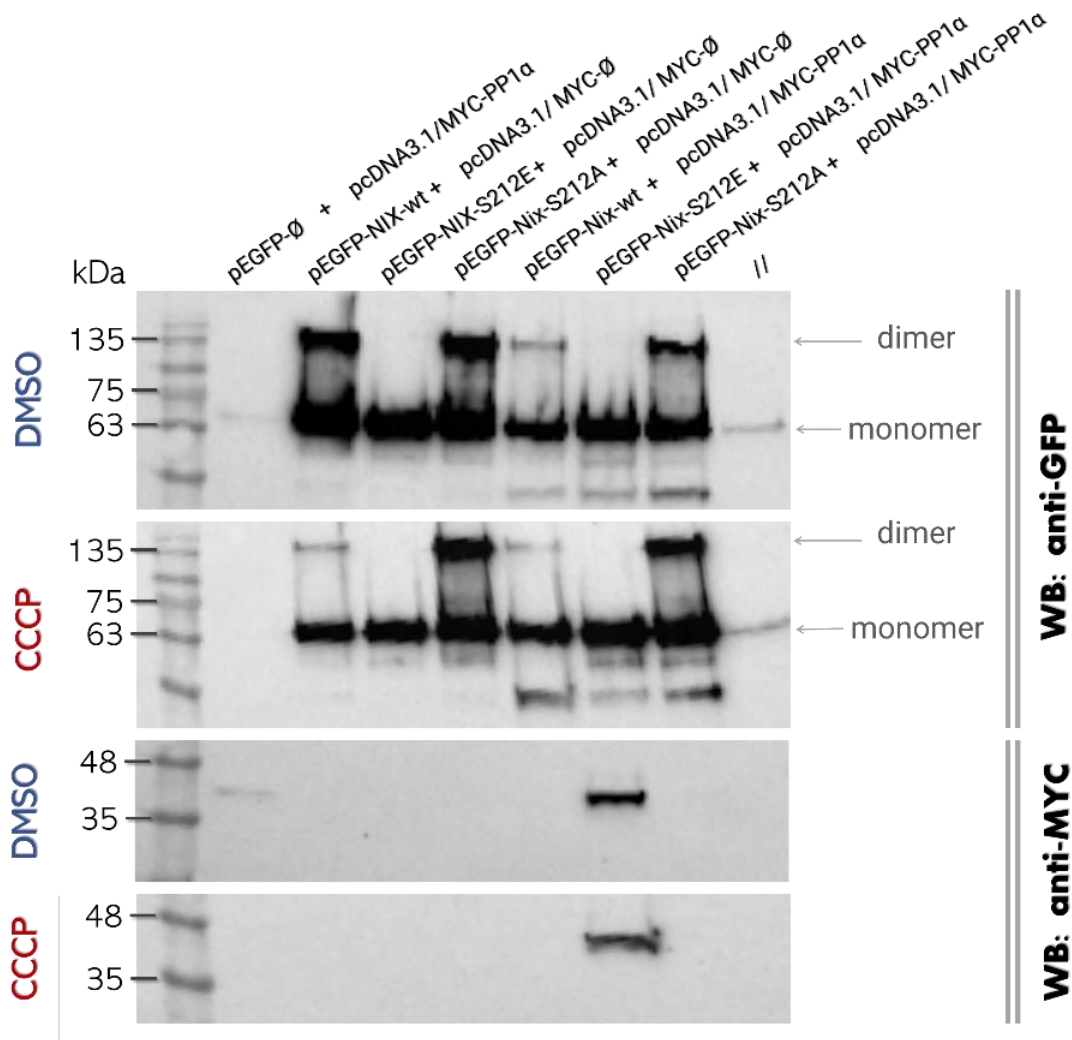 pEGFP-Ø + pcDNA3.1/MYC-PP1α
pEGFP-NIX-wt + pcDNA3.1/ MYC-Ø
pEGFP-NIX-S212E+ pcDNA3.1/ MYC-Ø
pEGFP-Nix-S212A + pcDNA3.1/ MYC-Ø
pEGFP-Nix-wt + pcDNA3.1/ MYC-PP1α
pEGFP-Nix-S212E + pcDNA3.1/ MYC-PP1α
pEGFP-Nix-S212A + pcDNA3.1/ MYC-PP1α
//
kDa
DMSO
135
75
63
dimer
monomer
CCCP
135
75
63
dimer
monomer
WB: anti-GFP
DMSO
48
35
CCCP
48
35
WB: anti-MYC